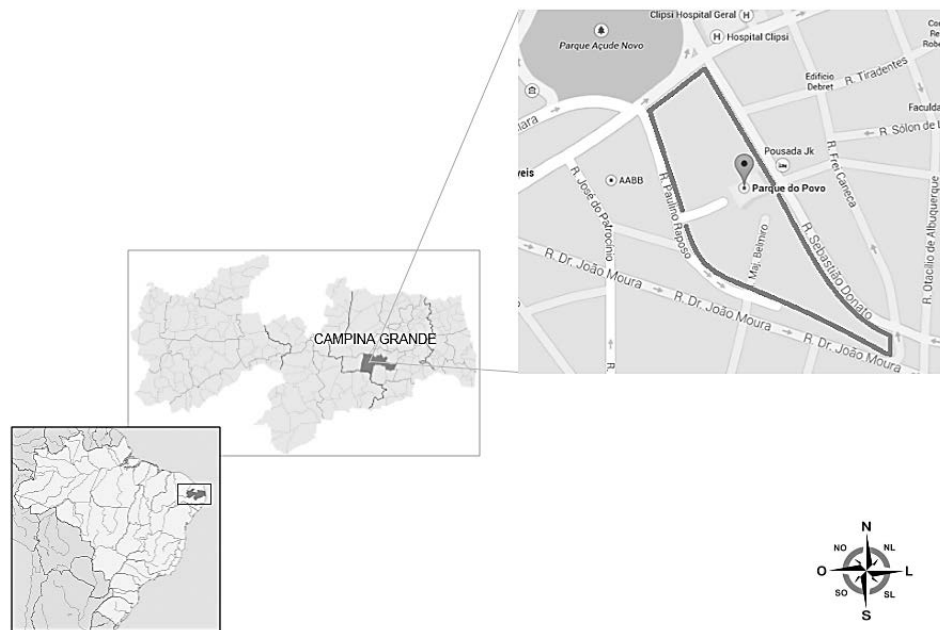 Clipsi Hospital Geral
Hospital Clipsi
Parque Açude Novo
R. Tiradentes
Edifício
Debret
Faculda
R. Sólon de L
Pousada Jk
AABB
Parque do Povo
R. José do Patrocínio
R. Paulino Raposo
Maj. Belmiro
R. Sebastião Donato
R. Frei Caneca
R. Otacílio de Albuquerque
R. Dr. João Moura
R. Dr. João Moura
R. Dr. João Moura
R.
CAMPINA GRANDE
N
NO
NL
O
L
SO
SL
S